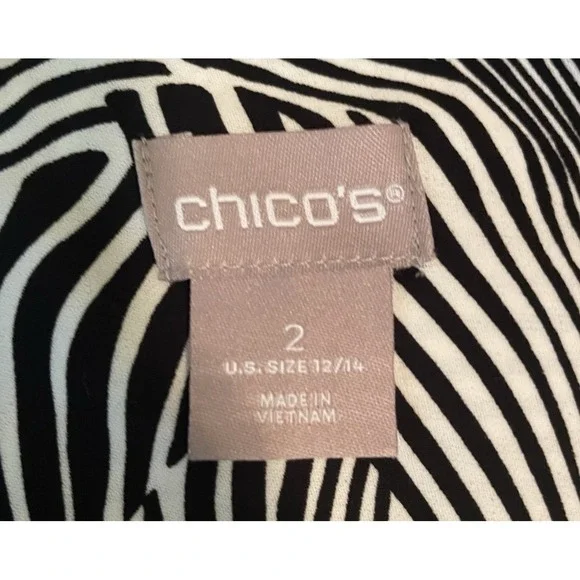 chico's®
2
U.S. SIZE 12/14
MADE IN
VIETNAM